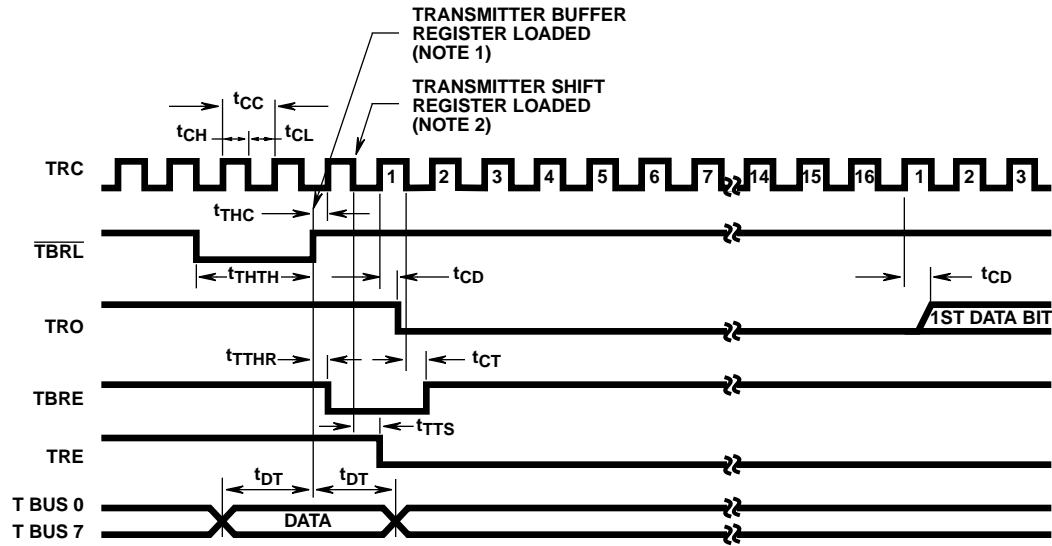 TRANSMITTER BUFFER
REGISTER LOADED
(NOTE 1)
TRANSMITTER SHIFT
REGISTER LOADED
(NOTE 2)
tCC
tCH
tCL
TRC
1
2
3
4
5
6
7
14
15
16
1
2
3
tTHC
TBRL
tTHTH
tCD
tCD
TRO
1ST DATA BIT
tTTHR
tCT
TBRE
tTTS
TRE
tDT
tDT
T BUS 0
DATA
T BUS 7